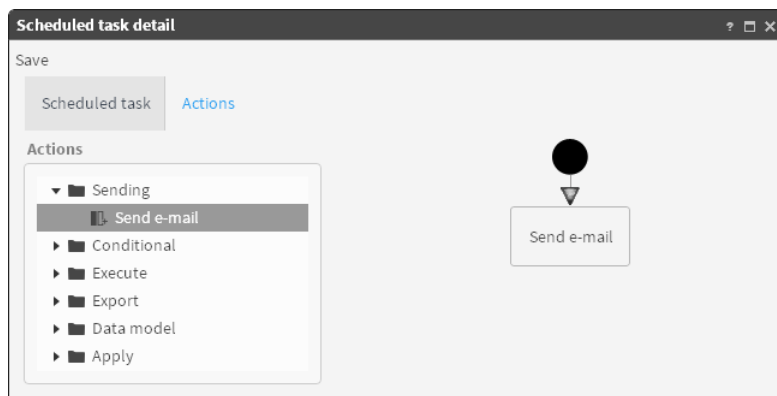 Scheduled task detail ?
Save
Scheduled task Actions
Actions
Sending
Send e-mail
Conditional
Execute
Export
Data model
Apply
Send e-mail